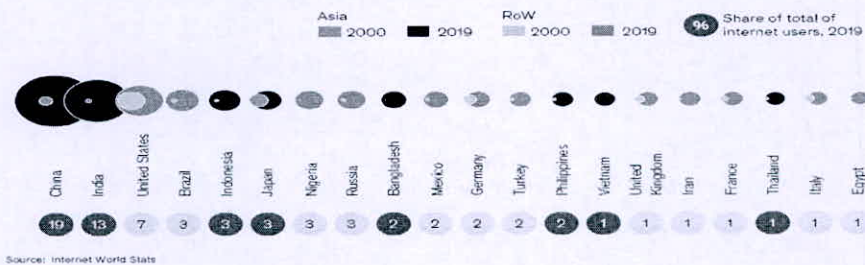 Asia
2000 2019
RoW
2000 2019
96 Share of total of
internet users, 2019
China
India
United States
Brazil
Indonesia
Japan
Nigeria
Russia
Bangladesh
Mexico
Germany
Turkey
Philippines
Vietnam
United
Kingdom
Iran
France
Thailand
Italy
Egypt
19 13 7 3 3 3 3 3 2 2 2 2 2 1 1 1 1 1 1 1
Source: Internet World Stats